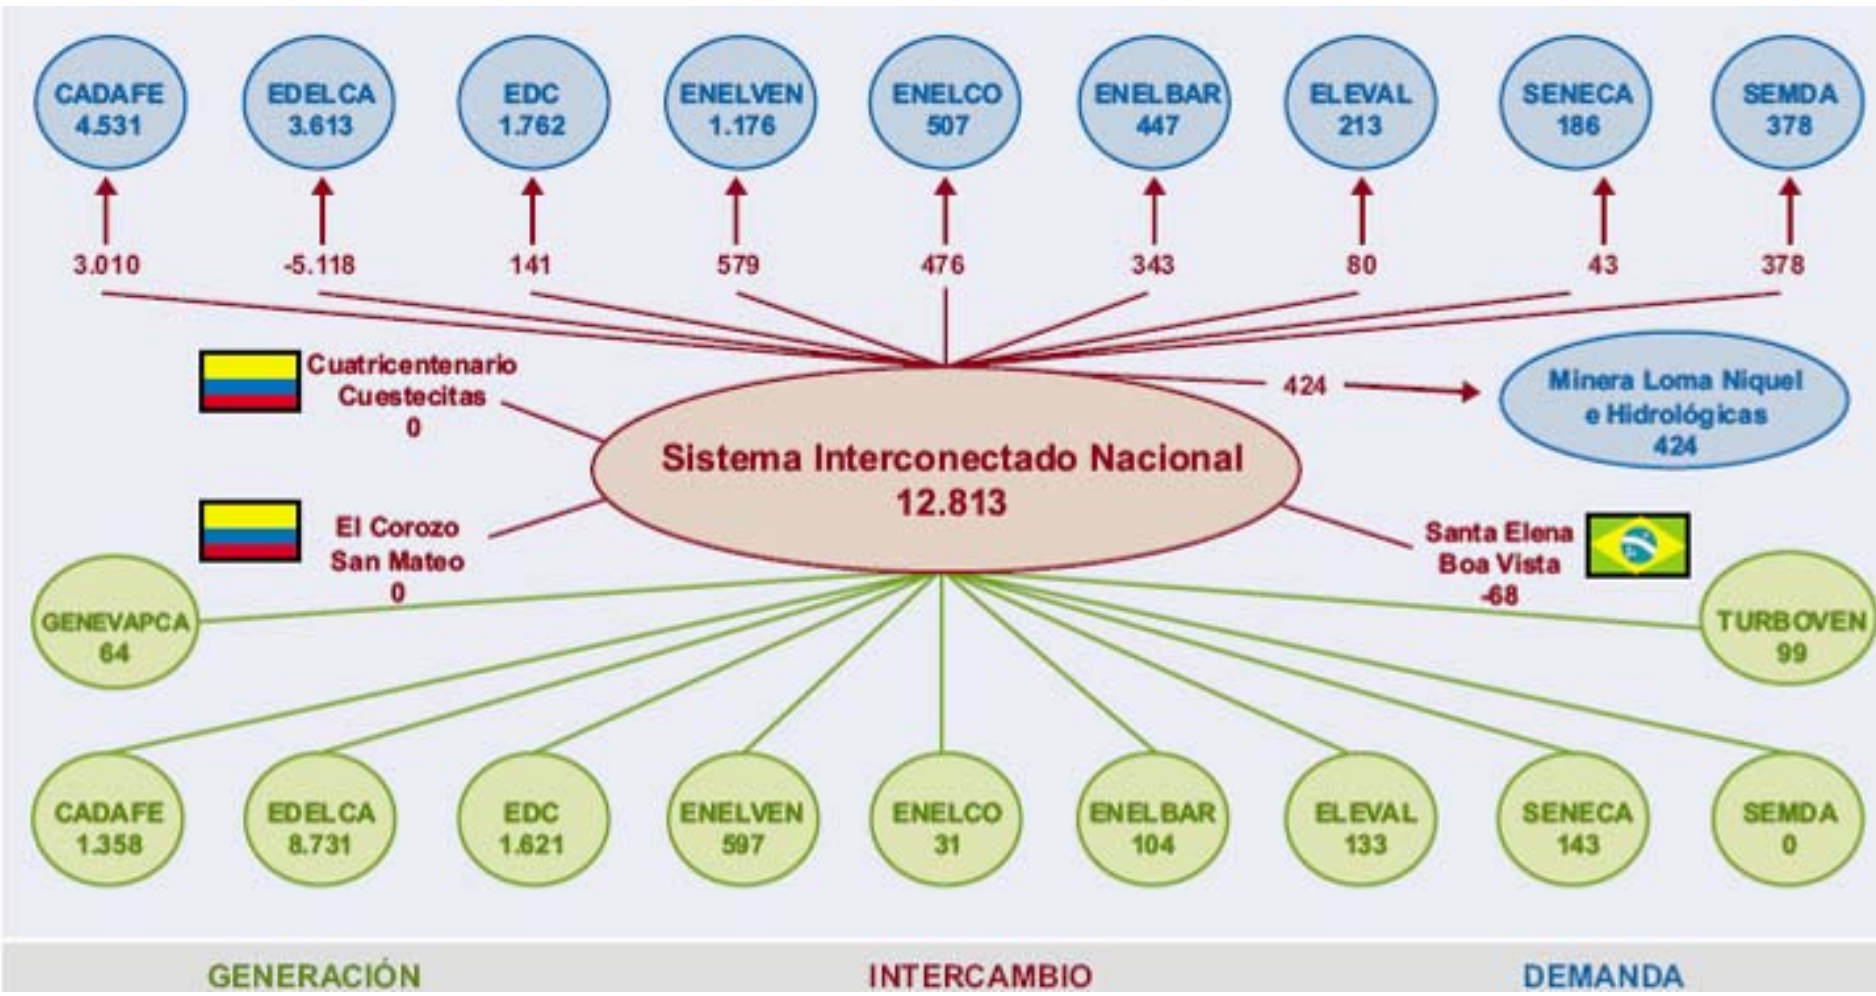 CADAFE
4.531
EDELCA
3.613
EDC
1.762
ENELVEN
1.176
ENELCO
507
ENELBAR
447
ELEVAL
213
SENECA
186
SEMDA
378
3.010
-5.118
141
579
476
343
80
43
378
Cuatricentenario
Cuestecitas
0
424
Minera Loma Niquel
e Hidrológicas
424
Sistema Interconectado Nacional
12.813
El Corozo
San Mateo
0
Santa Elena
Boa Vista
-68
GENEVAPCA
64
TURBOVEN
99
CADAFE
1.358
EDELCA
8.731
EDC
1.621
ENELVEN
597
ENELCO
31
ENELBAR
104
ELEVAL
133
SENECA
143
SEMDA
0
GENERACIÓN
INTERCAMBIO
DEMANDA